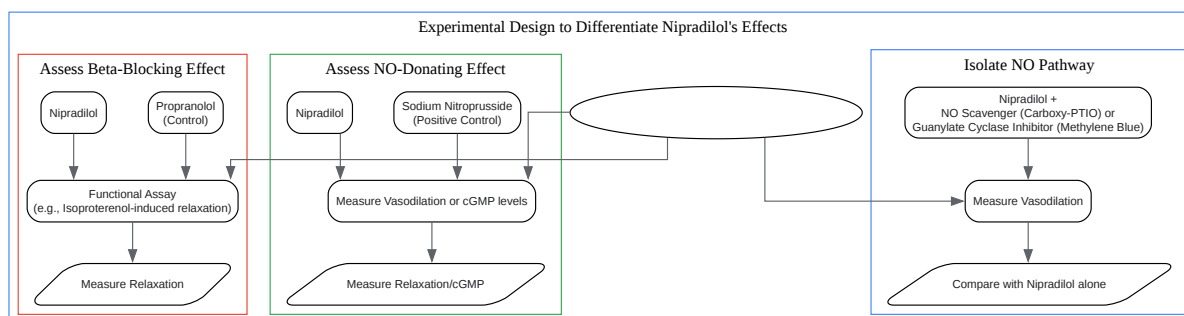 Experimental Design to Differentiate Nipradilol's Effects
Assess Beta-Blocking Effect
Nipradilol
Propranolol
(Control)
Functional Assay
(e.g., Isoproterenol-induced relaxation)
Measure Relaxation
Assess NO-Donating Effect
Nipradilol
Sodium Nitroprusside
(Positive Control)
Measure Vasodilation or cGMP levels
Measure Relaxation/cGMP
Isolate NO Pathway
Nipradilol +
NO Scavenger (Carboxy-PTIO) or
Guanylate Cyclase Inhibitor (Methylene Blue)
Measure Vasodilation
Compare with Nipradilol alone